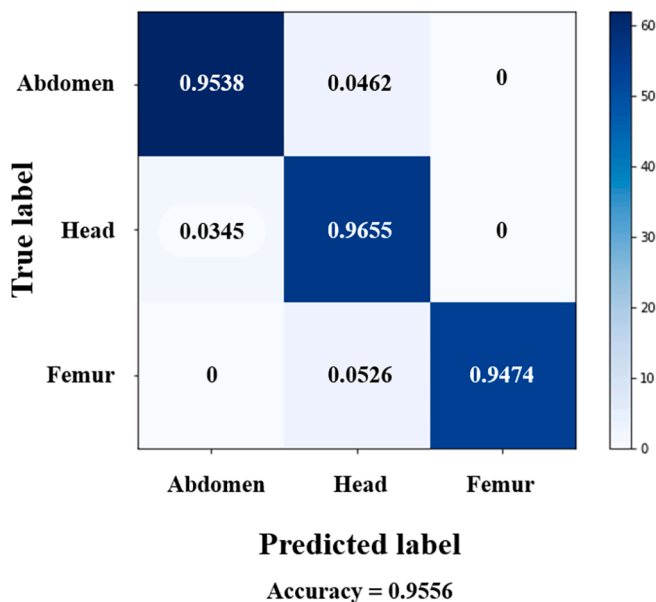 60
Abdomen 0.9538 0.0462 0
50
40
True label
Head 0.0345 0.9655 0
30
20
Femur 0 0.0526 0.9474
10
0
Abdomen Head Femur
Predicted label
Accuracy = 0.9556